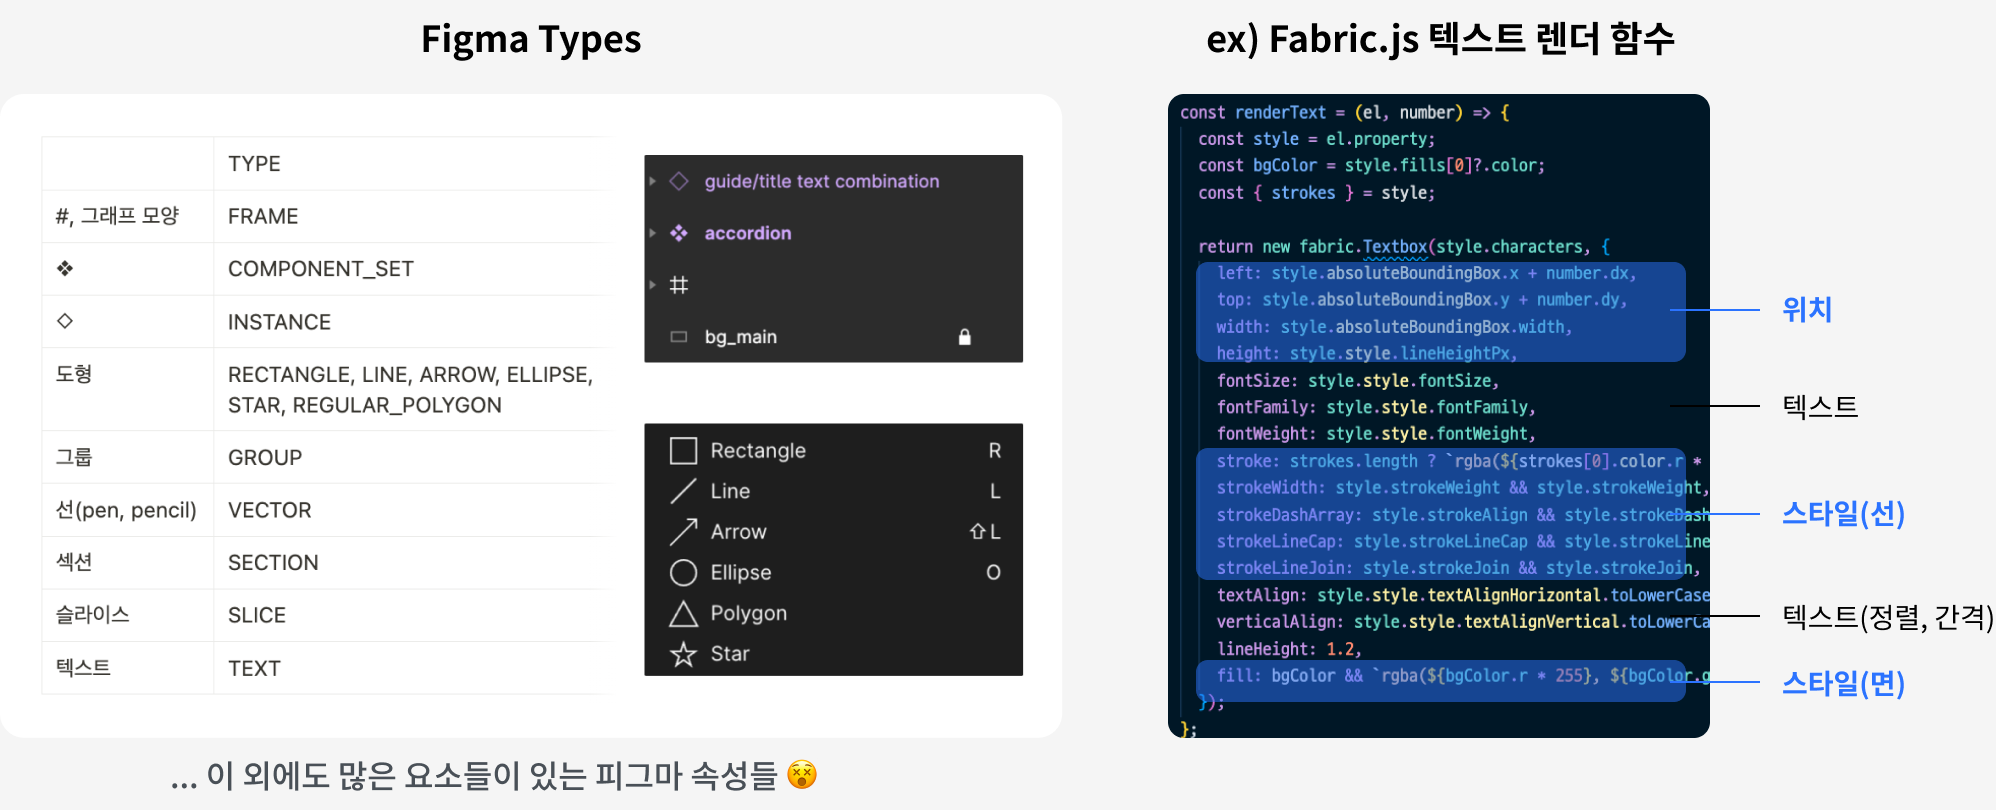 Figma Types
TYPE
#, 그래프 모양 FRAME
❖ COMPONENT_SET
◇ INSTANCE
도형 RECTANGLE, LINE, ARROW, ELLIPSE,
STAR, REGULAR_POLYGON
그룹 GROUP
선(pen, pencil) VECTOR
섹션 SECTION
슬라이스 SLICE
텍스트 TEXT
guide/title text combination
accordion
bg_main
Rectangle R
Line L
Arrow ⇧L
Ellipse O
Polygon
Star
... 이 외에도 많은 요소들이 있는 피그마 속성들 😵
ex) Fabric.js 텍스트 렌더 함수
const renderText = (el, number) => {
const style = el.property;
const bgColor = style.fills[0]?.color;
const { strokes } = style;
return new fabric.Textbox(style.characters, {
left: style.absoluteBoundingBox.x + number.dx,
top: style.absoluteBoundingBox.y + number.dy,
width: style.absoluteBoundingBox.width,
height: style.style.lineHeightPx,
fontSize: style.style.fontSize,
fontFamily: style.style.fontFamily,
fontWeight: style.style.fontWeight,
stroke: strokes.length ? `rgba(${strokes[0].color.r *
strokeWidth: style.strokeWeight && style.strokeWeight,
strokeDashArray: style.strokeAlign && style.strokeDash
strokeLineCap: style.strokeLineCap && style.strokeLine
strokeLineJoin: style.strokeJoin && style.strokeJoin,
textAlign: style.style.textAlignHorizontal.toLowerCase
verticalAlign: style.style.textAlignVertical.toLowerCa
lineHeight: 1.2,
fill: bgColor && `rgba(${bgColor.r * 255}, ${bgColor.g
});
};
위치
텍스트
스타일(선)
텍스트(정렬, 간격)
스타일(면)